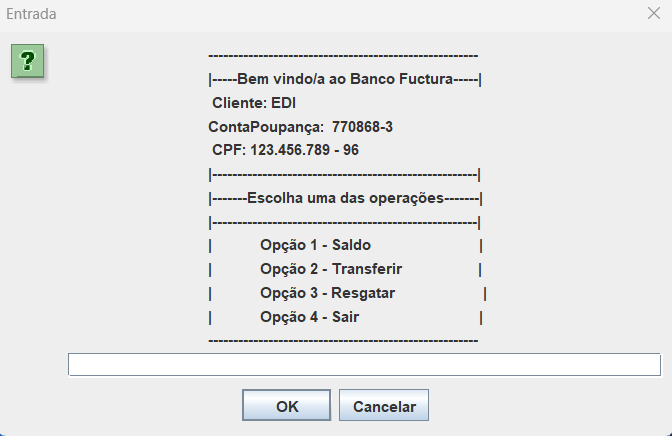 Entrada
?
------------------------------------------------------
|-----Bem vindo/a ao Banco Fuctura-----|
Cliente: EDI
ContaPoupança:  770868-3
CPF: 123.456.789 - 96
|-----------------------------------------------------|
|-------Escolha uma das operações-------|
|-----------------------------------------------------|
|            Opção 1 - Saldo                           |
|            Opção 2 - Transferir                   |
|            Opção 3 - Resgatar                      |
|            Opção 4 - Sair                              |
------------------------------------------------------
OK Cancelar